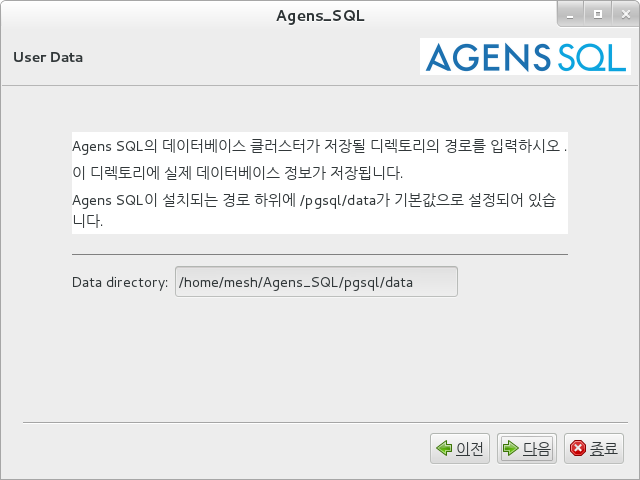 Agens_SQL
User Data
AGENS SQL
Agens SQL의 데이터베이스 클러스터가 저장될 디렉토리의 경로를 입력하시오 .
이 디렉토리에 실제 데이터베이스 정보가 저장됩니다.
Agens SQL이 설치되는 경로 하위에 /pgsql/data가 기본값으로 설정되어 있습
니다.
Data directory: /home/mesh/Agens_SQL/pgsql/data
이전 다음 종료